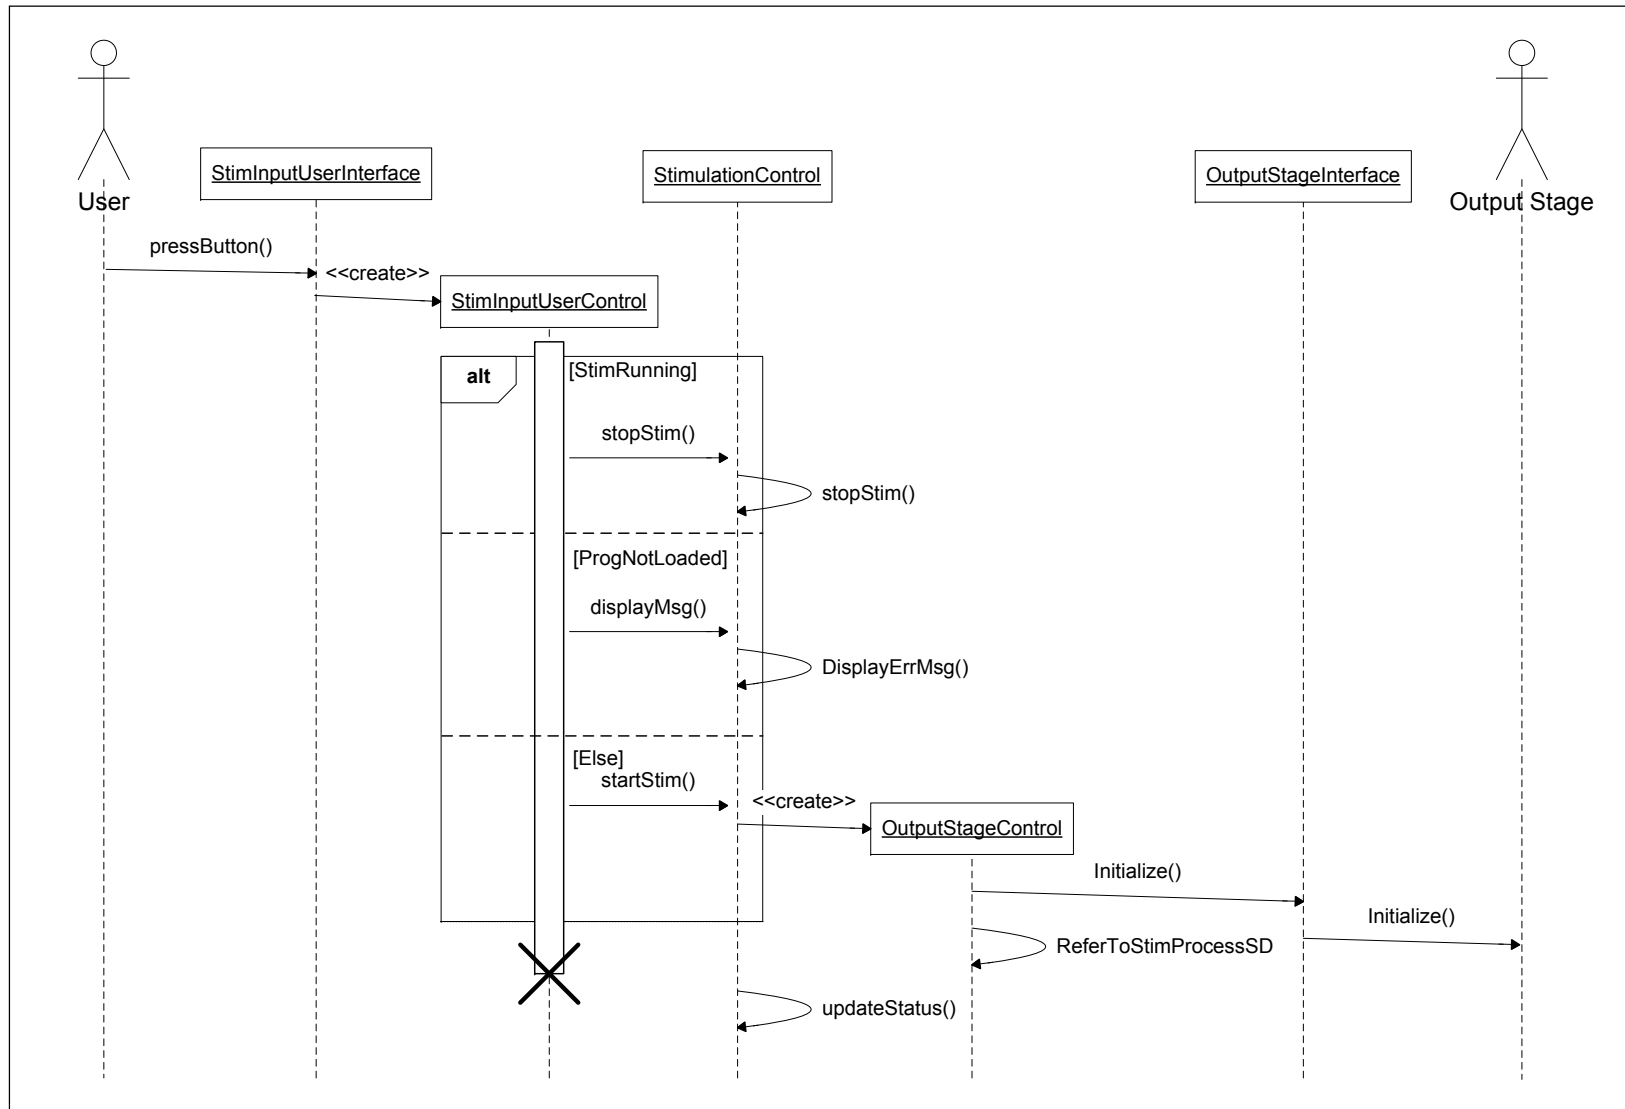 User
StimInputUserInterface
StimulationControl
OutputStageInterface
Output Stage
pressButton()
<<create>>
StimInputUserControl
alt
[StimRunning]
stopStim()
stopStim()
[ProgNotLoaded]
displayMsg()
DisplayErrMsg()
[Else]
startStim()
<<create>>
OutputStageControl
Initialize()
Initialize()
ReferToStimProcessSD
updateStatus()